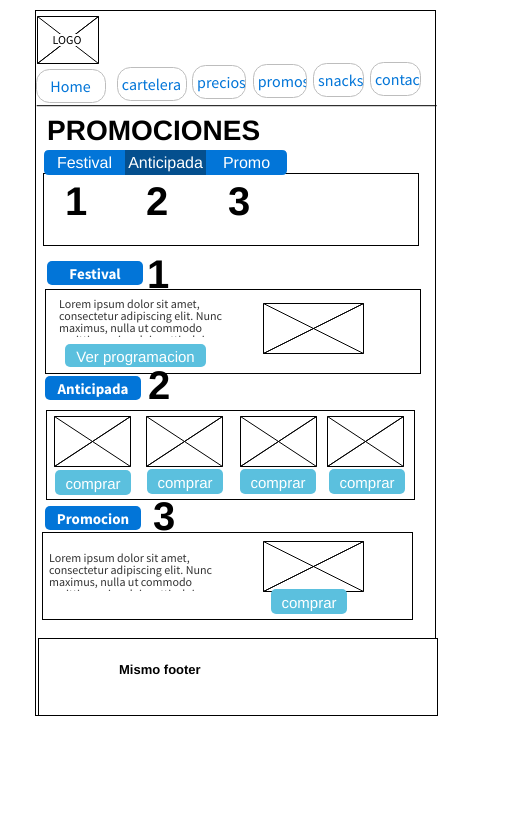 LOGO
Home
cartelera
precios
promos
snacks
contac
PROMOCIONES
Festival Anticipada Promo
1 2 3
Festival 1
Lorem ipsum dolor sit amet,
consectetur adipiscing elit. Nunc
maximus, nulla ut commodo
Ver programacion
Anticipada 2
comprar comprar comprar comprar
Promocion 3
Lorem ipsum dolor sit amet,
consectetur adipiscing elit. Nunc
maximus, nulla ut commodo
comprar
Mismo footer